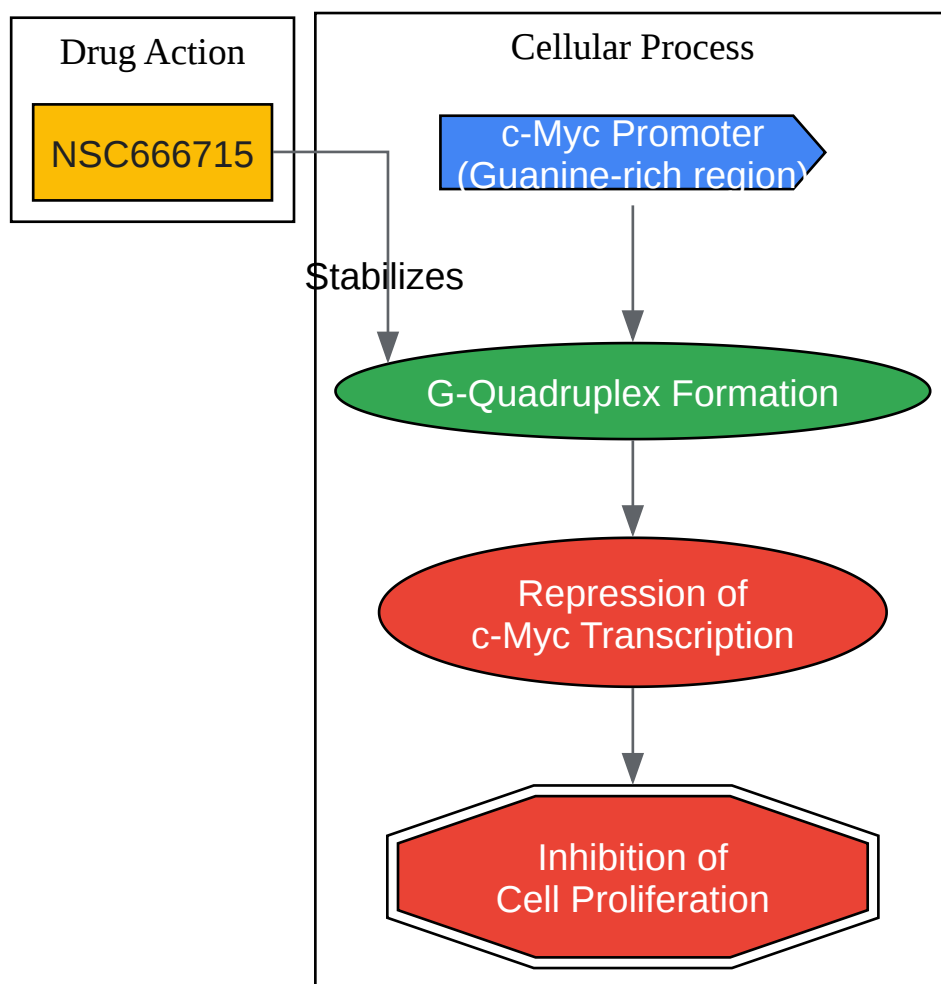 Drug Action
NSC666715
Stabilizes
Cellular Process
c-Myc Promoter
(Guanine-rich region)
G-Quadruplex Formation
Repression of
c-Myc Transcription
Inhibition of
Cell Proliferation